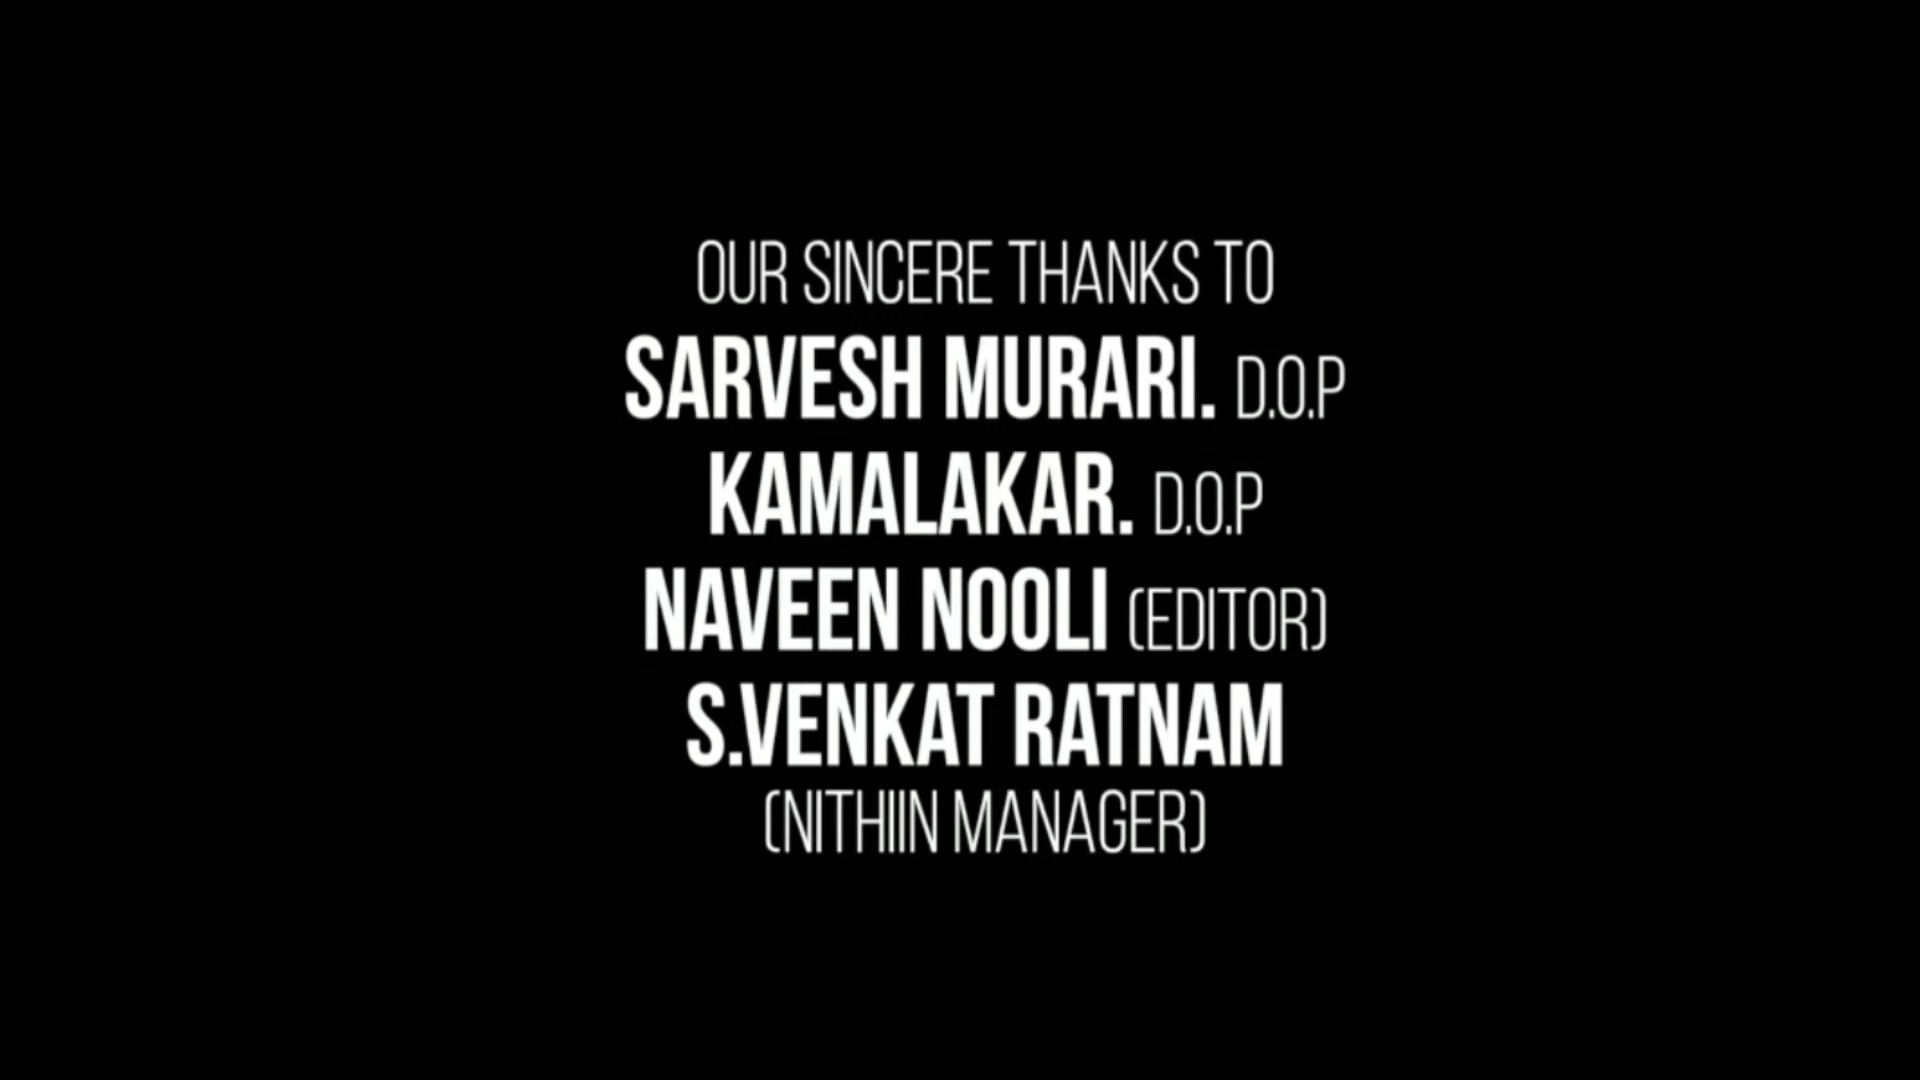 OUR SINCERE THANKS TO
SARVESH MURARI. D.O.P
KAMALAKAR. D.O.P
NAVEEN NOOLI (EDITOR)
S.VENKAT RATNAM
(NITHIIN MANAGER)